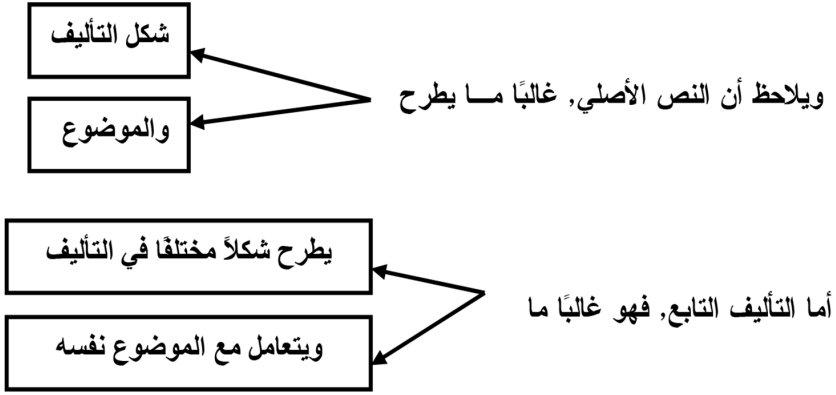 شكل التأليف
ويلاحظ أن النص الأصلي, غالبًا مـــا يطرح
والموضوع
يطرح شكلاً مختلفًا في التأليف
أما التأليف التابع, فهو غالبًا ما
ويتعامل مع الموضوع نفسه